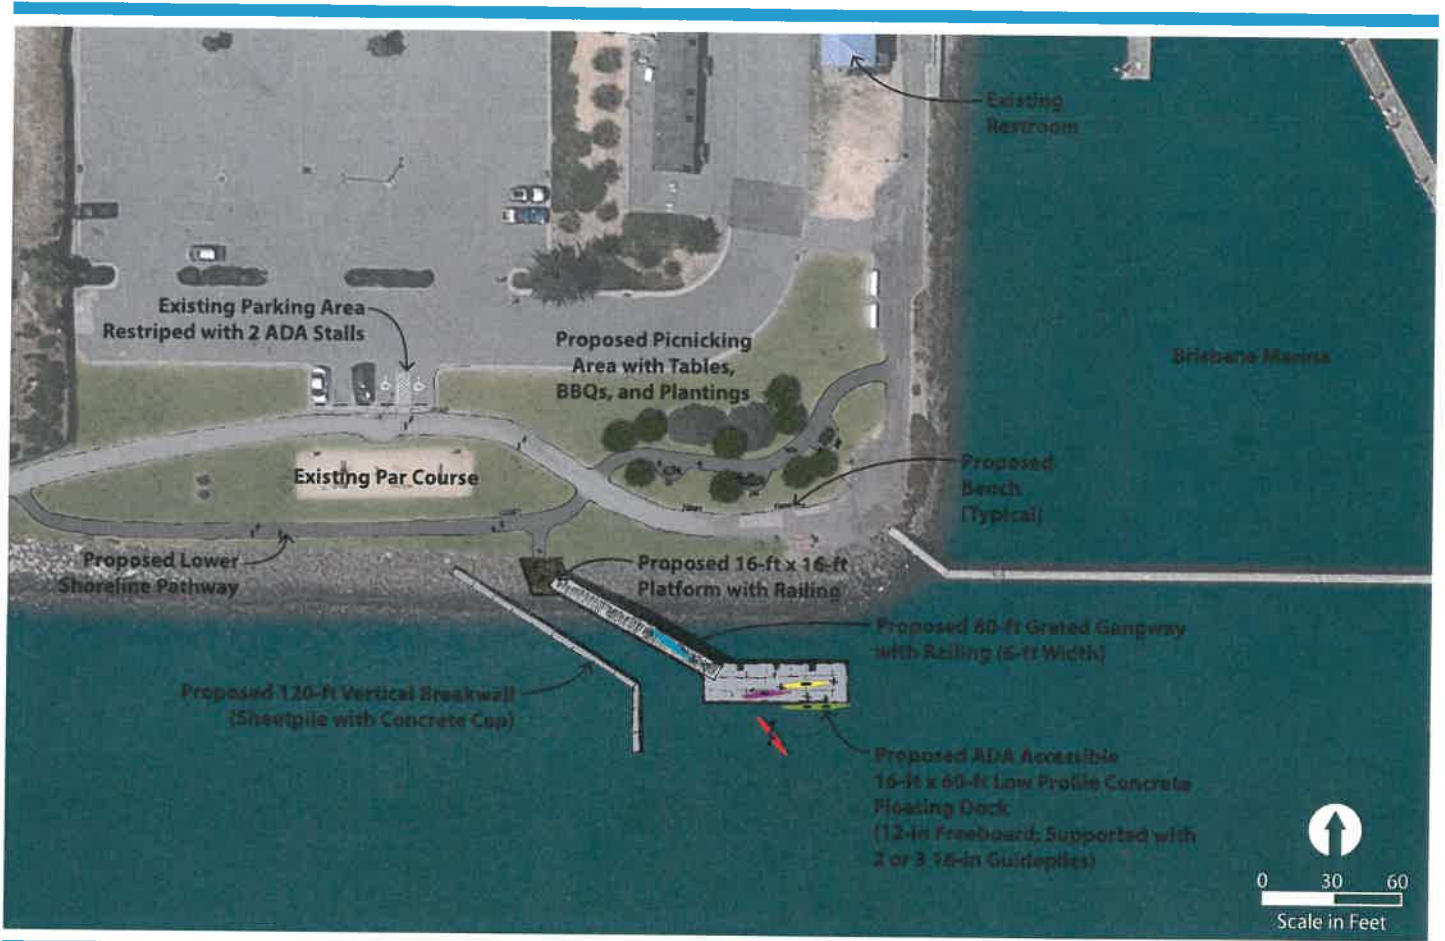 Existing
Restroom
Existing Parking Area
Restriped with 2 ADA Stalls
Proposed Picnicking
Area with Tables,
BBQs, and Plantings
Brisbane Marina
Existing Par Course
Proposed
Bench
(Typical)
Proposed Lower
Shoreline Pathway
Proposed 16-ft x 16-ft
Platform with Railing
Proposed 80-ft Grated Gangway
with Railing (6-ft Width)
Proposed 120-ft Vertical Breakwall
(Sheetpile with Concrete Cap)
Proposed ADA Accessible
16-ft x 60-ft Low Profile Concrete
Floating Dock
(12-in Freeboard; Supported with
2 or 3 16-in Guidepiles)
0 30 60
Scale in Feet